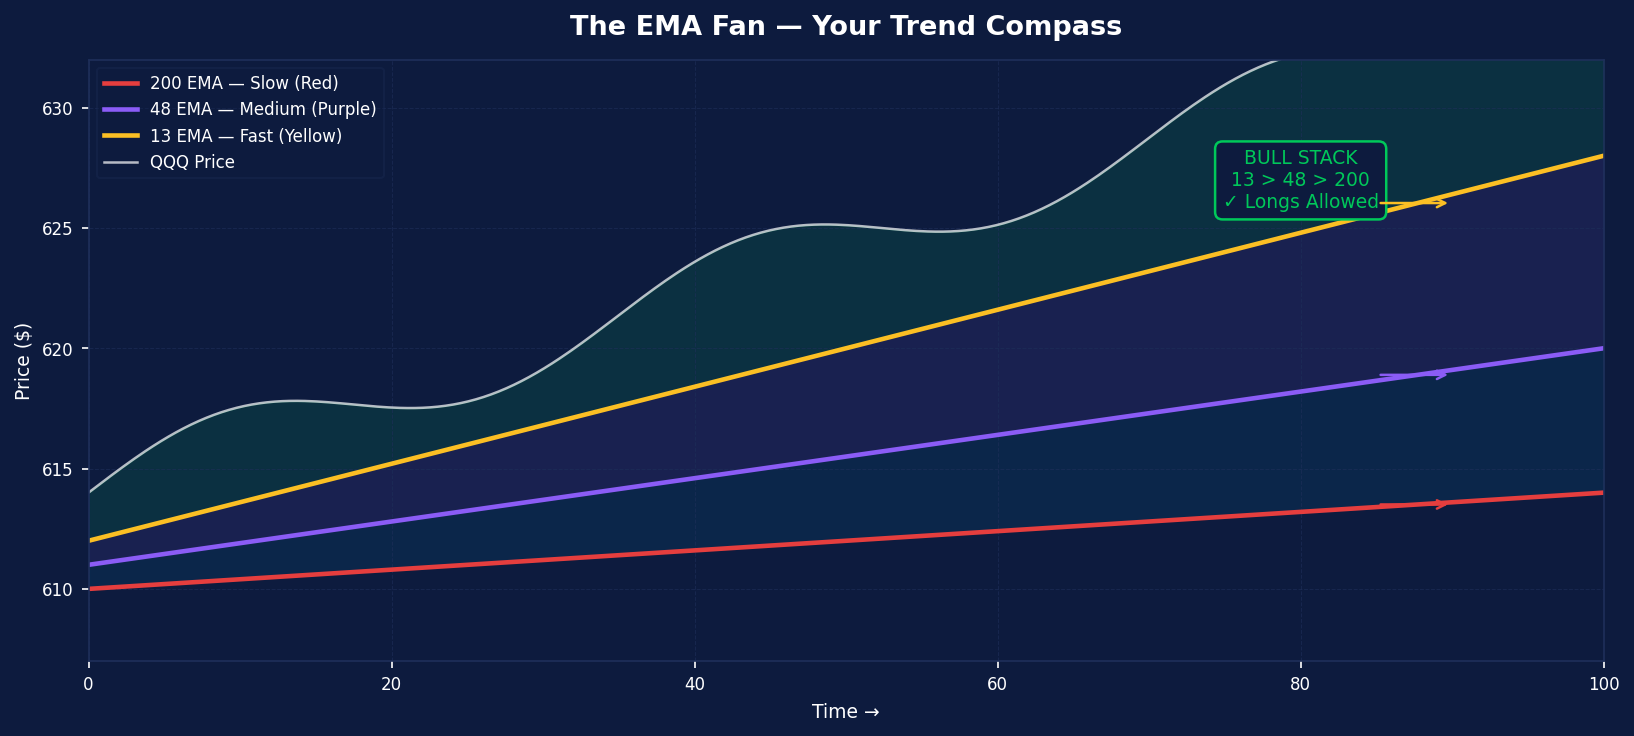 The EMA Fan — Your Trend Compass
200 EMA — Slow (Red)
48 EMA — Medium (Purple)
13 EMA — Fast (Yellow)
QQQ Price
BULL STACK
13 > 48 > 200
✓ Longs Allowed
Price ($)
630
625
620
615
610
0
20
40
60
80
100
Time →